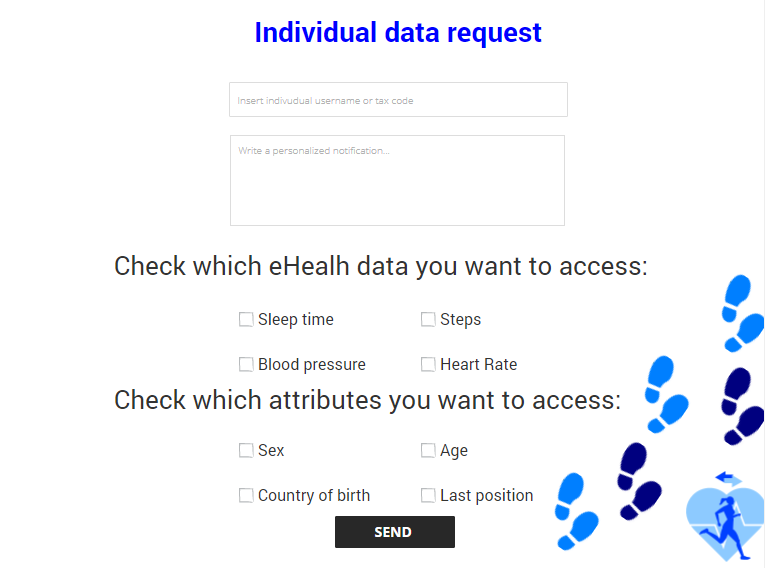 Individual data request
Insert indivudual username or tax code
Write a personalized notification...
Check which eHealh data you want to access:
Sleep time Steps
Blood pressure Heart Rate
Check which attributes you want to access:
Sex Age
Country of birth Last position
SEND